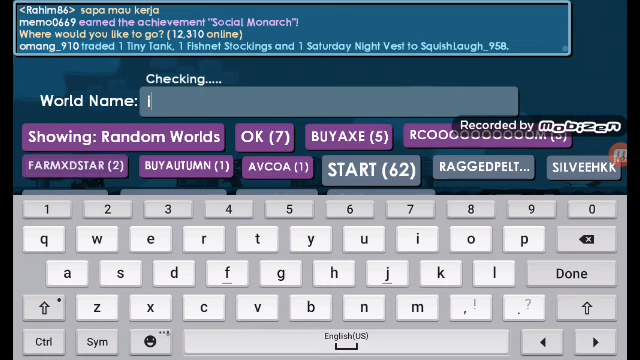 <Rahim86> sapa mau kerja
memo0669 earned the achievement "Social Monarch"!
Where would you like to go? (12,310 online)
omang_910 traded 1 Tiny Tank, 1 Fishnet Stockings and 1 Saturday Night Vest to SquishLaugh_958.
Checking.....
World Name: i
Recorded by mobizen
Showing: Random Worlds OK (7) BUYAXE (5)
FARMXDSTAR (2) BUYAUTUMN (1) AVCOA (1) START (62) RAGGEDPELT... SILVEEHKK
1 2 3 4 5 6 7 8 9 0
q w e r t y u i o p
a s d f g h j k l Done
z x c v b n m , ! . ?
Ctrl Sym English(US)